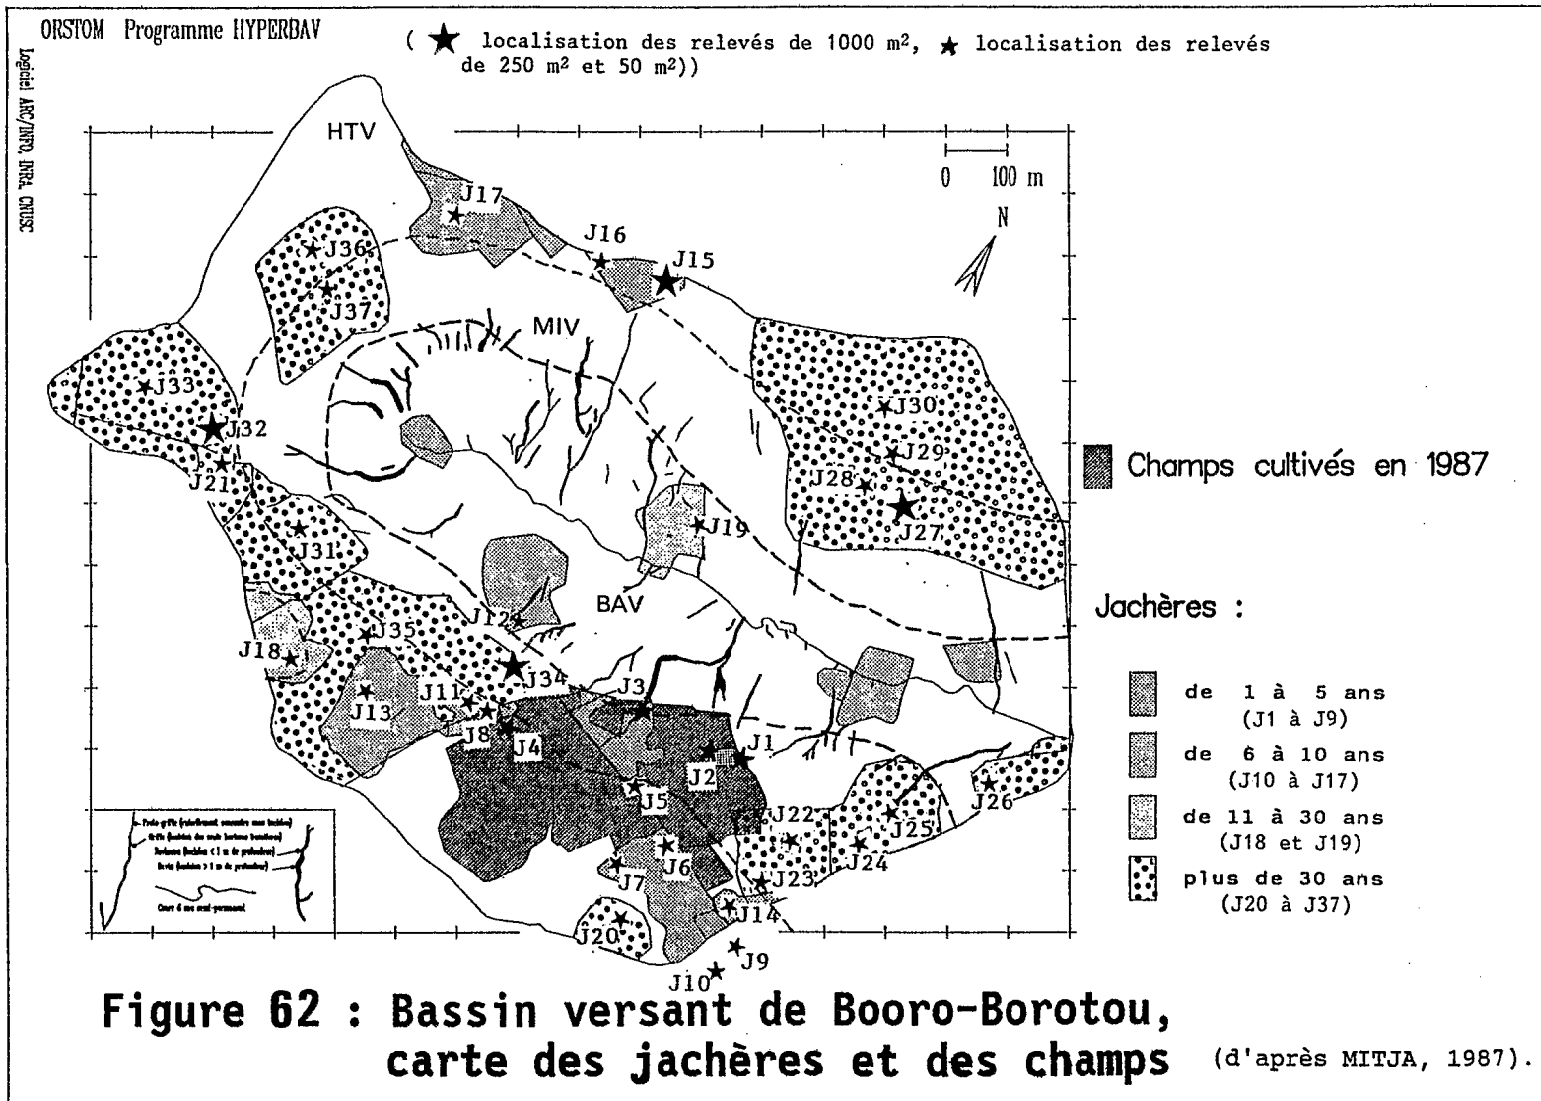 ORSTOM Programme HYPERBAV
( ★ localisation des relevés de 1000 m², ★ localisation des relevés
de 250 m² et 50 m²))
Logiciel ARC/INFO, INRA, CNUSC
HTV
0 100 m
N
J17
J16
J15
J36
J37
MIV
J33
J32
J21
J30
J29
J28
J27
J31
J19
BAV
J12
J35
J18
J34
J3
J11
J13
J8
J4
J1
J2
J5
J22
J26
J25
J24
J6
J7
J23
J14
J20
J9
J10
Champs cultivés en 1987
Jachères :
de 1 à 5 ans
(J1 à J9)
de 6 à 10 ans
(J10 à J17)
de 11 à 30 ans
(J18 et J19)
plus de 30 ans
(J20 à J37)
Figure 62 : Bassin versant de Booro-Borotou,
carte des jachères et des champs (d'après MITJA, 1987).